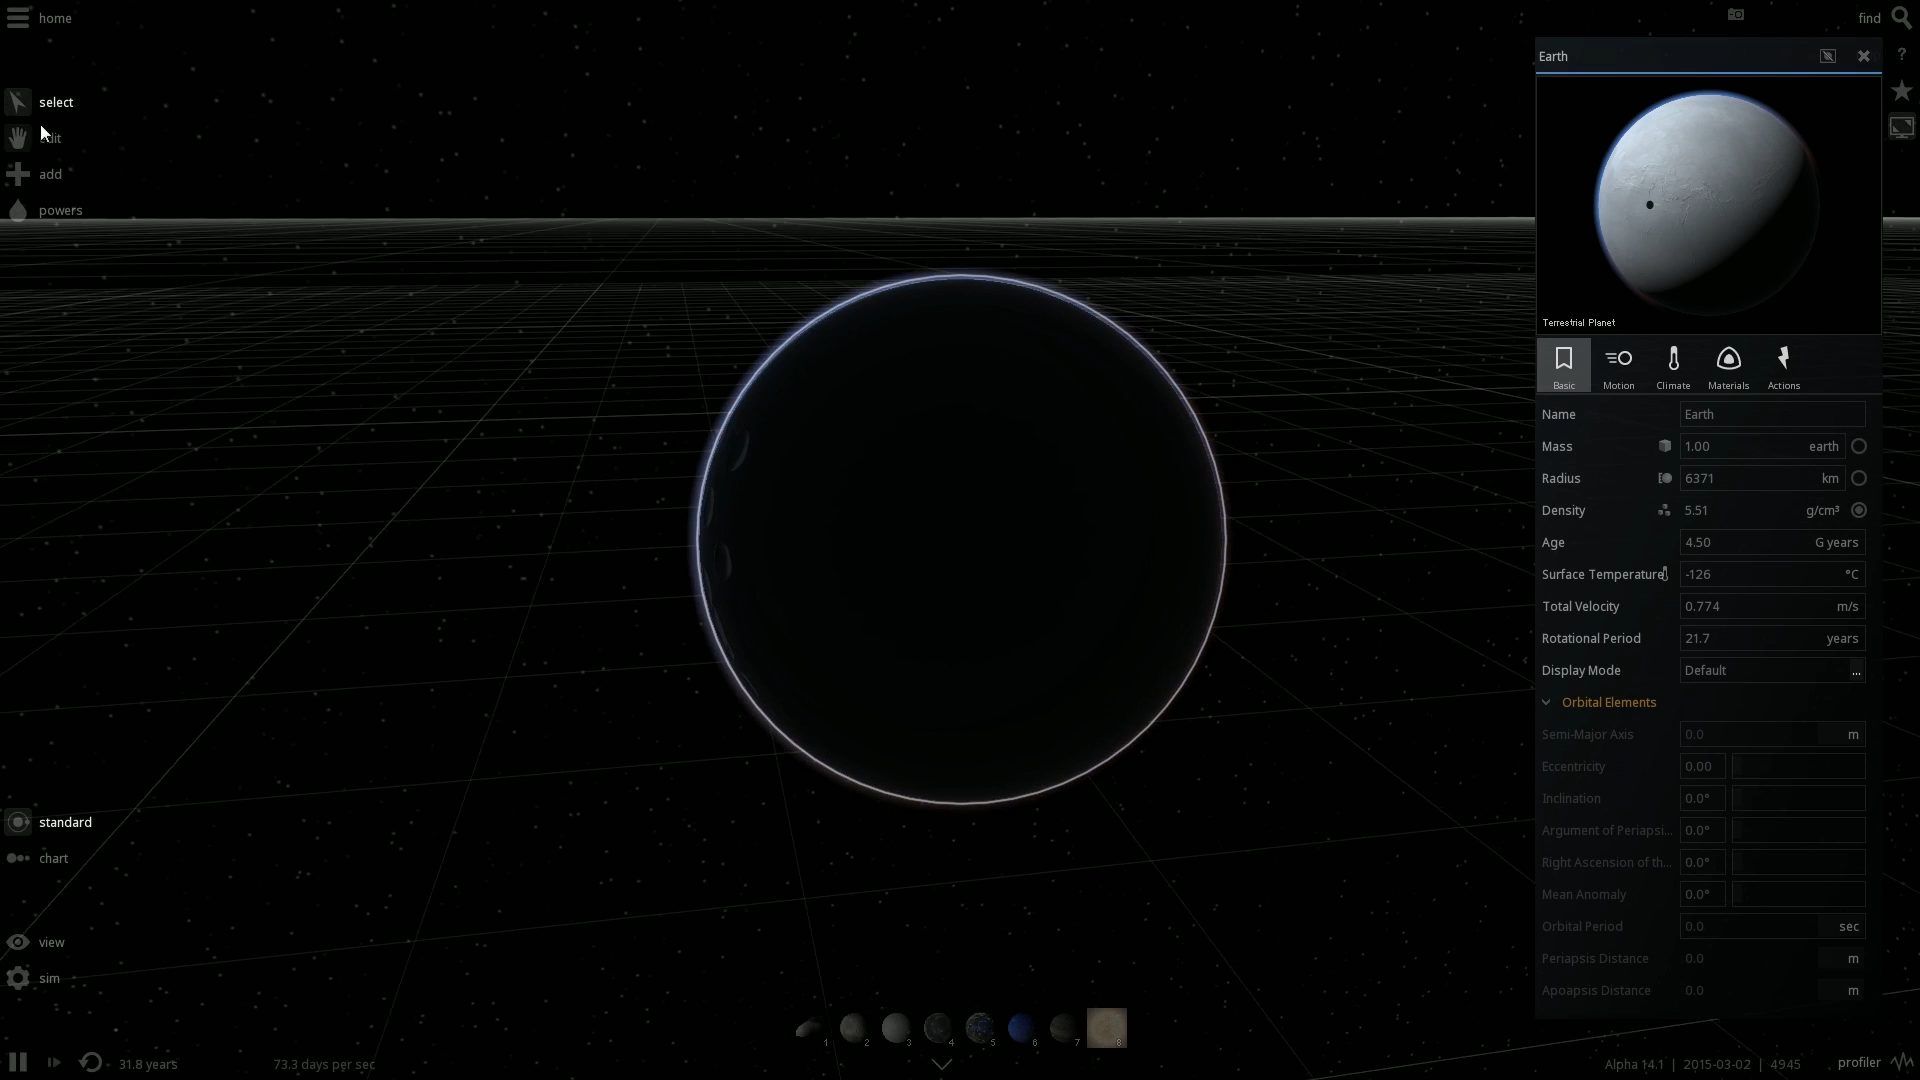 home
find
Earth
?
select
edit
add
powers
Terrestrial Planet
Basic Motion Climate Materials Actions
Name Earth
Mass 1.00 earth
Radius 6371 km
Density 5.51 g/cm³
Age 4.50 G years
Surface Temperature -126 °C
Total Velocity 0.774 m/s
Rotational Period 21.7 years
Display Mode Default ...
Orbital Elements
Semi-Major Axis 0.0 m
Eccentricity 0.00
Inclination 0.0°
Argument of Periapsi... 0.0°
Right Ascension of th... 0.0°
Mean Anomaly 0.0°
Orbital Period 0.0 sec
Periapsis Distance 0.0 m
Apoapsis Distance 0.0 m
standard
chart
view
sim
1 2 3 4 5 6 7 8
31.8 years 73.3 days per sec
Alpha 14.1 | 2015-03-02 | 4945 profiler